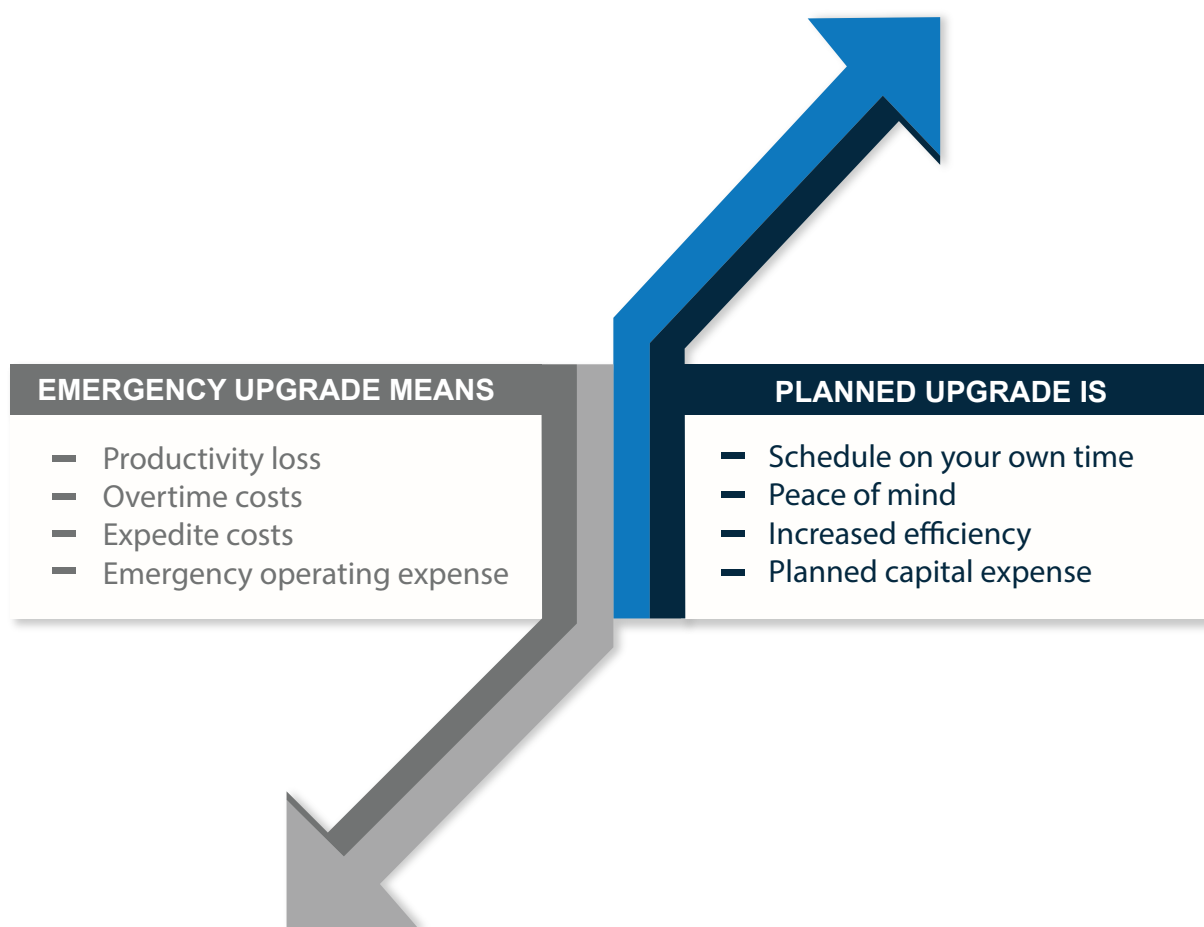 EMERGENCY UPGRADE MEANS
Productivity loss
Overtime costs
Expedite costs
Emergency operating expense
PLANNED UPGRADE IS
Schedule on your own time
Peace of mind
Increased efficiency
Planned capital expense